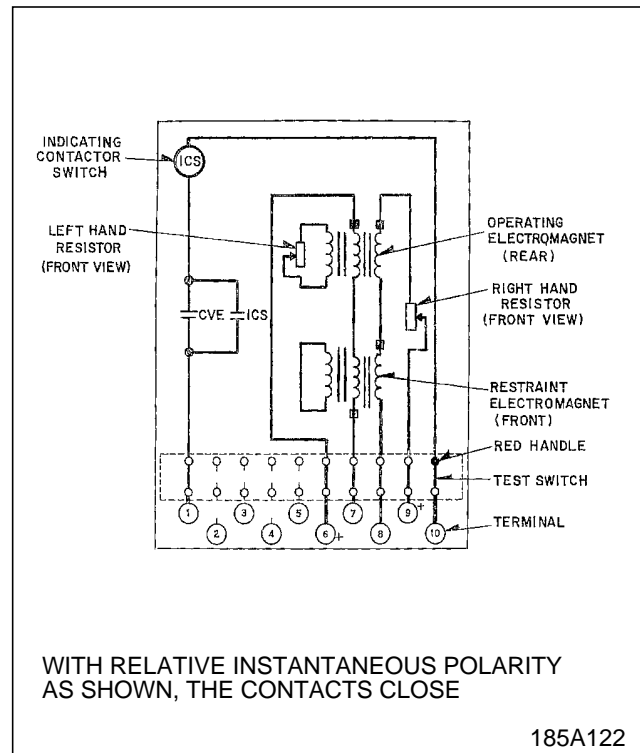 INDICATING
CONTACTOR
SWITCH
ICS
LEFT HAND
RESISTOR
(FRONT VIEW)
OPERATING
ELECTROMAGNET
(REAR)
RIGHT HAND
RESISTOR
(FRONT VIEW)
CVE
ICS
RESTRAINT
ELECTROMAGNET
(FRONT)
RED HANDLE
TEST SWITCH
TERMINAL
1
3
5
7
9
+
2
4
6
+
8
10
WITH RELATIVE INSTANTANEOUS POLARITY
AS SHOWN, THE CONTACTS CLOSE
185A122